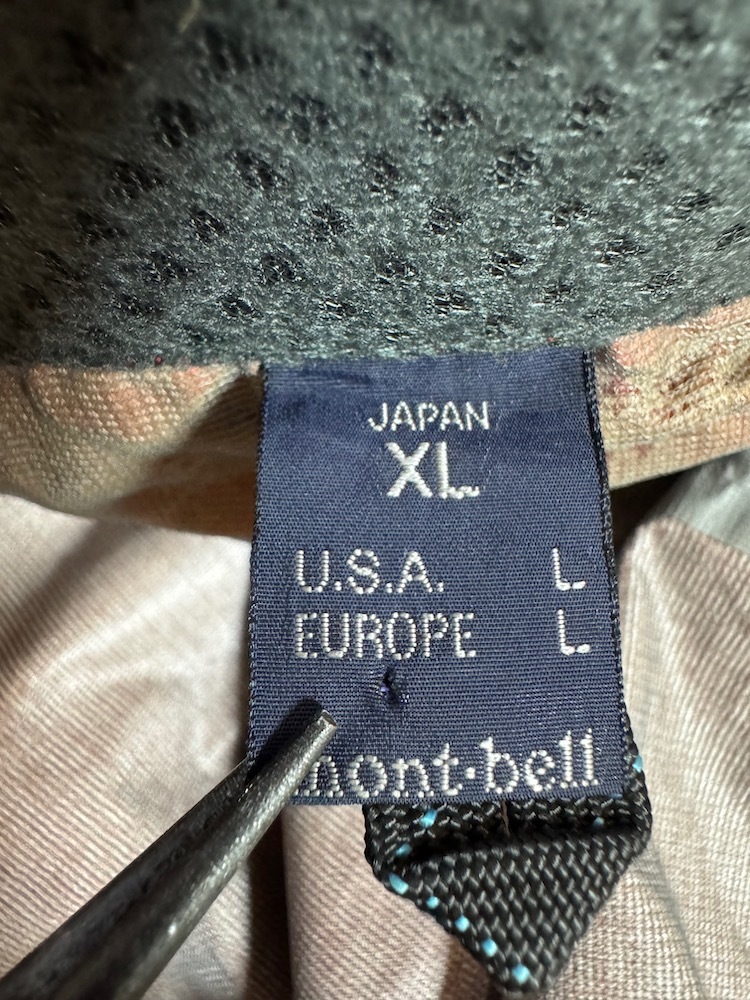 JAPAN
XL
U.S.A. L
EUROPE L
mont·bell